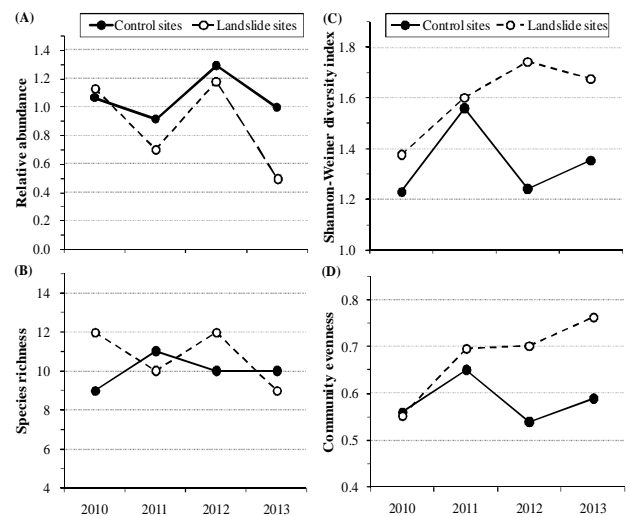 (A)
Control sites Landslide sites
Relative abundance
1.4
1.2
1.0
0.8
0.6
0.4
0.2
0.0
(C)
Control sites Landslide sites
Shannon-Weiner diversity index
1.8
1.6
1.4
1.2
1.0
(B)
Species richness
14
12
10
8
6
4
2010 2011 2012 2013
(D)
Community evenness
0.8
0.7
0.6
0.5
0.4
2010 2011 2012 2013